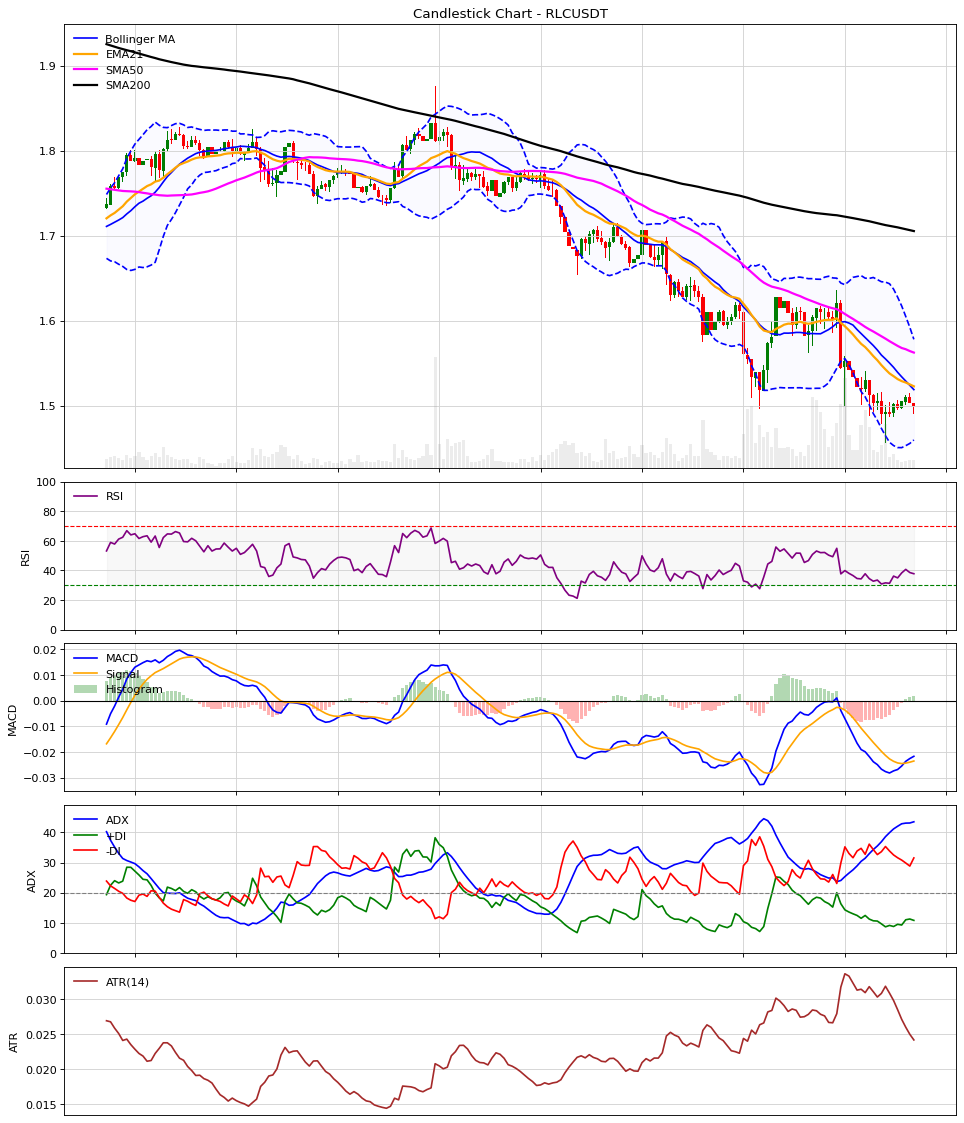 Candlestick Chart - RLCUSDT
Bollinger MA
EMA21
SMA50
SMA200
1.9
1.8
1.7
1.6
1.5
RSI
RSI
100
80
60
40
20
0
MACD
Signal
Histogram
MACD
0.02
0.01
0.00
−0.01
−0.02
−0.03
ADX
+DI
-DI
ADX
40
30
20
10
0
ATR(14)
ATR
0.030
0.025
0.020
0.015